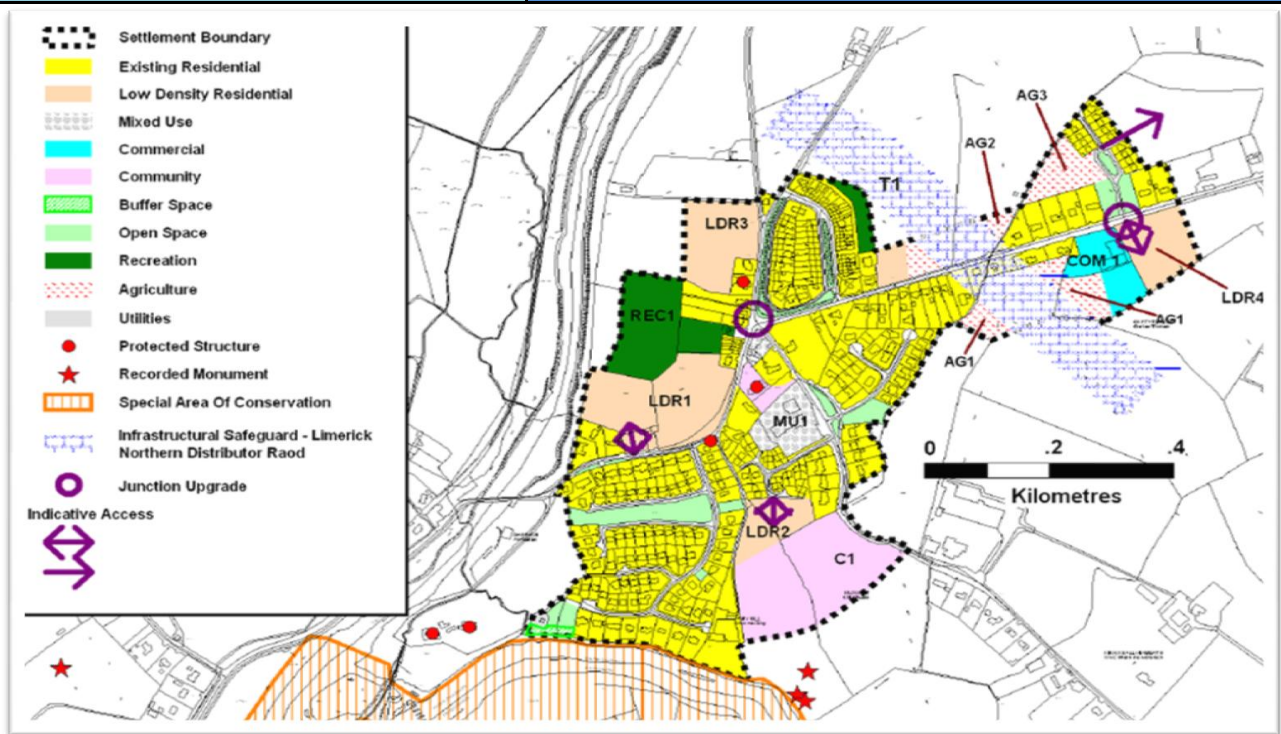 Settlement Boundary
Existing Residential
Low Density Residential
Mixed Use
Commercial
Community
Buffer Space
Open Space
Recreation
Agriculture
Utilities
Protected Structure
Recorded Monument
Special Area Of Conservation
Infrastructural Safeguard - Limerick
Northern Distributor Raod
Junction Upgrade
Indicative Access
AG3
AG2
T1
LDR3
COM 1
LDR4
REC1
AG1
AG1
LDR1
MU1
0 .2 .4
Kilometres
LDR2
C1